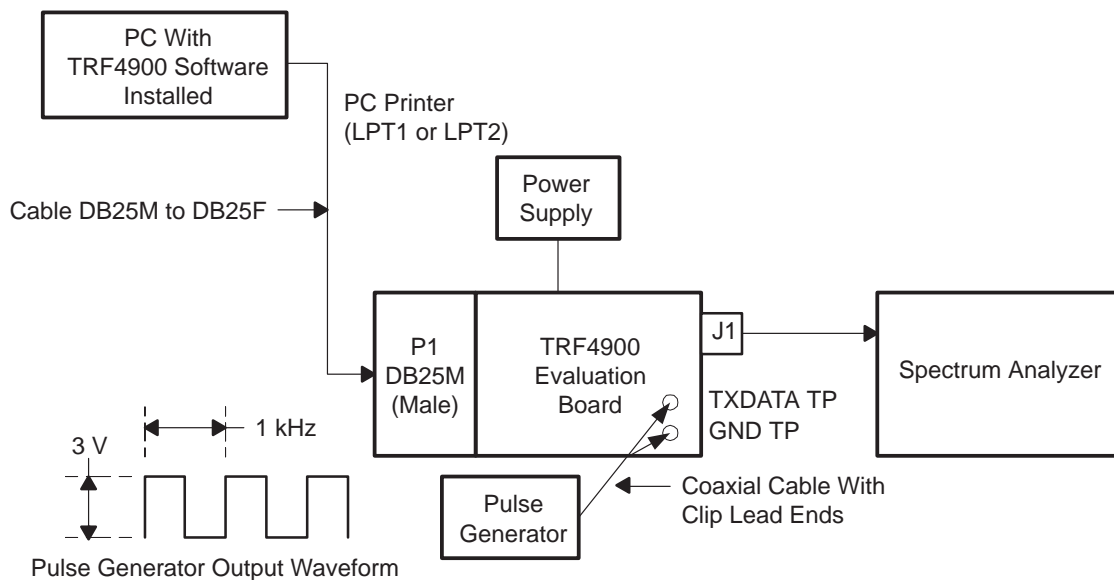 PC With
TRF4900 Software
Installed
PC Printer
(LPT1 or LPT2)
Cable DB25M to DB25F
Power
Supply
P1
DB25M
(Male)
TRF4900
Evaluation
Board
J1
Spectrum Analyzer
TXDATA TP
GND TP
1 kHz
3 V
Pulse
Generator
Coaxial Cable With
Clip Lead Ends
Pulse Generator Output Waveform